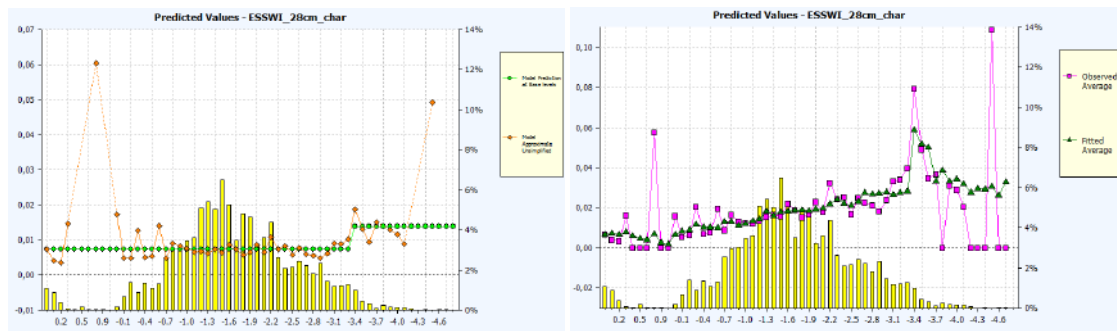 Predicted Values - ESSWI_28cm_char
0,07
0,06
0,05
0,04
0,03
0,02
0,01
0,00
-0,01
14%
12%
10%
8%
6%
4%
2%
0%
0.2 0.5 0.9 -0.1 -0.4 -0.7 -1.0 -1.3 -1.6 -1.9 -2.2 -2.5 -2.8 -3.1 -3.4 -3.7 -4.0 -4.6
Model Prediction
at Base levels
Model
Approximate
Unsimplified
Predicted Values - ESSWI_28cm_char
0,10
0,08
0,06
0,04
0,02
0,00
-0,02
14%
12%
10%
8%
6%
4%
2%
0%
0.2 0.5 0.9 -0.1 -0.4 -0.7 -1.0 -1.3 -1.6 -1.9 -2.2 -2.5 -2.8 -3.1 -3.4 -3.7 -4.0 -4.6
Observed
Average
Fitted
Average